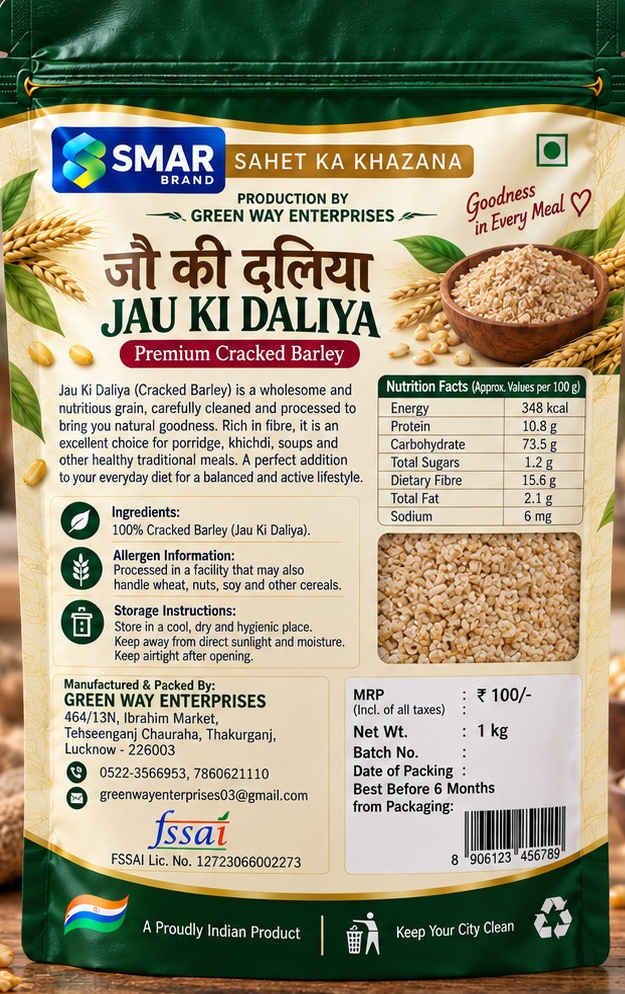 SMAR
BRAND
SAHET KA KHAZANA
PRODUCTION BY
GREEN WAY ENTERPRISES
Goodness
in Every Meal
जौ की दलिया
JAU KI DALIYA
Premium Cracked Barley
Jau Ki Daliya (Cracked Barley) is a wholesome and
nutritious grain, carefully cleaned and processed to
bring you natural goodness. Rich in fibre, it is an
excellent choice for porridge, khichdi, soups and
other healthy traditional meals. A perfect addition
to your everyday diet for a balanced and active lifestyle.
Nutrition Facts (Approx. Values per 100 g)
Energy 348 kcal
Protein 10.8 g
Carbohydrate 73.5 g
Total Sugars 1.2 g
Dietary Fibre 15.6 g
Total Fat 2.1 g
Sodium 6 mg
Ingredients:
100% Cracked Barley (Jau Ki Daliya).
Allergen Information:
Processed in a facility that may also
handle wheat, nuts, soy and other cereals.
Storage Instructions:
Store in a cool, dry and hygienic place.
Keep away from direct sunlight and moisture.
Keep airtight after opening.
Manufactured & Packed By:
GREEN WAY ENTERPRISES
464/13N, Ibrahim Market,
Tehseenganj Chauraha, Thakurganj,
Lucknow - 226003
0522-3566953, 7860621110
greenwayenterprises03@gmail.com
fssai
FSSAI Lic. No. 12723066002273
MRP : ₹ 100/-
(Incl. of all taxes) :
Net Wt. : 1 kg
Batch No. :
Date of Packing :
Best Before 6 Months
from Packaging:
8 906123 456789
A Proudly Indian Product
Keep Your City Clean